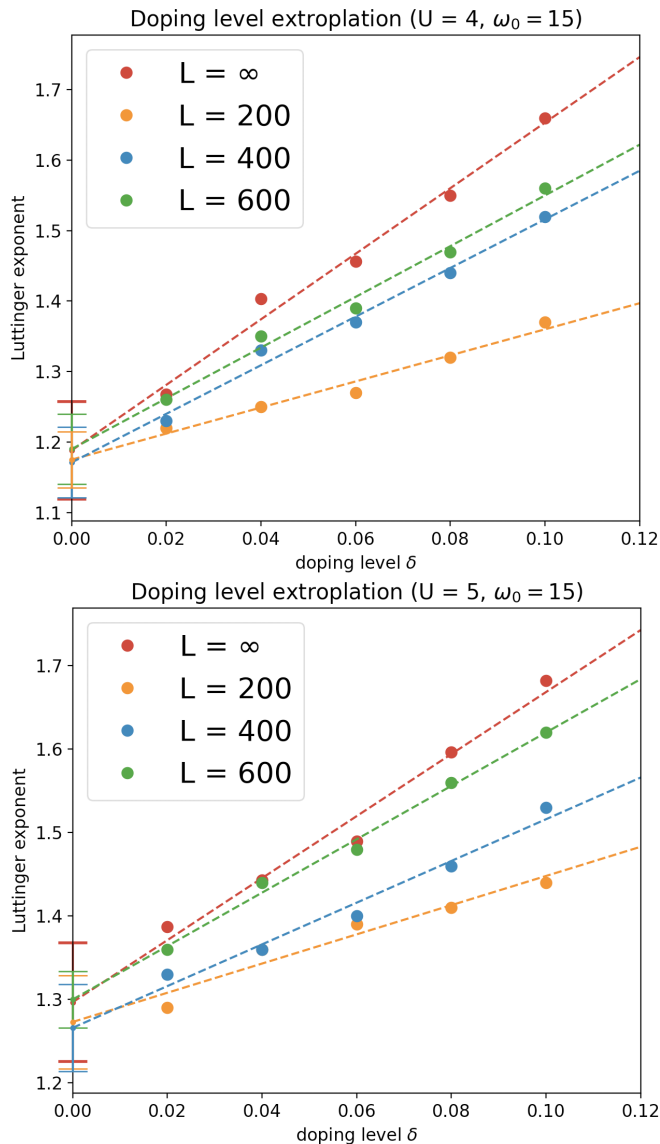 Doping level extroplation (U = 4, ω₀ = 15)
L = ∞
L = 200
L = 400
L = 600
Luttinger exponent
1.7
1.6
1.5
1.4
1.3
1.2
1.1
0.00 0.02 0.04 0.06 0.08 0.10 0.12
doping level δ
Doping level extroplation (U = 5, ω₀ = 15)
L = ∞
L = 200
L = 400
L = 600
Luttinger exponent
1.7
1.6
1.5
1.4
1.3
1.2
0.00 0.02 0.04 0.06 0.08 0.10 0.12
doping level δ